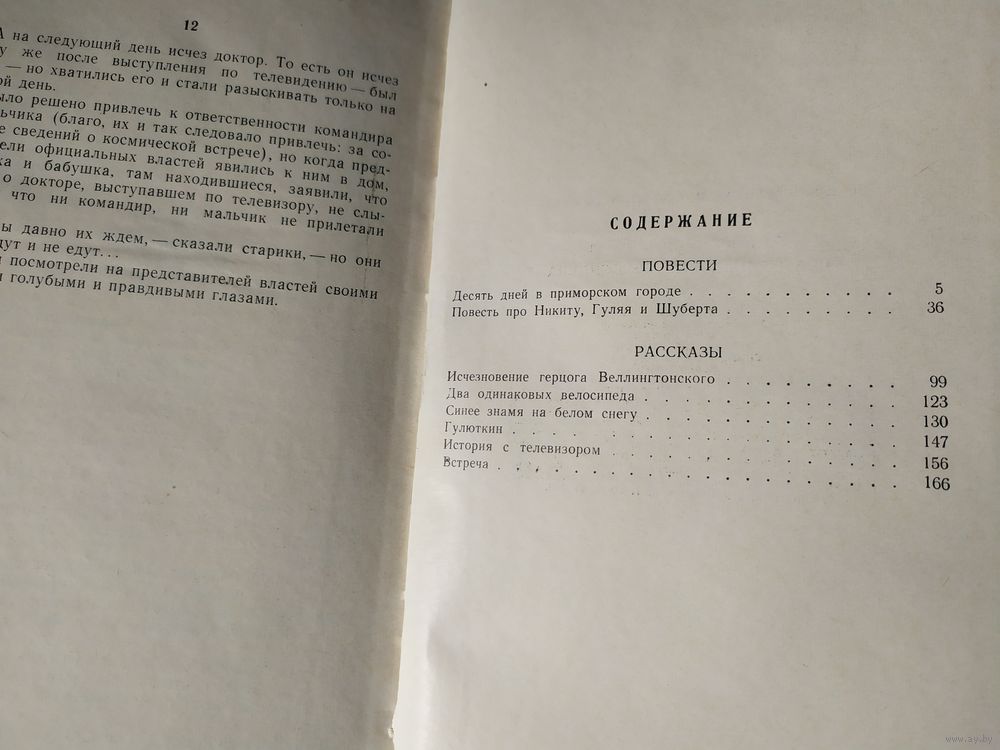 12
А на следующий день исчез доктор. То есть он исчез
у же после выступления по телевидению — был
— но хватились его и стали разыскивать только на
ой день.
ыло решено привлечь к ответственности командира
ьчика (благо, их и так следовало привлечь: за со-
е сведений о космической встрече), но когда пред-
ели официальных властей явились к ним в дом,
ка и бабушка, там находившиеся, заявили, что
о докторе, выступавшем по телевизору, не слы-
что ни командир, ни мальчик не прилетали
ы давно их ждем, — сказали старики, — но они
дут и не едут...
и посмотрели на представителей властей своими
и голубыми и правдивыми глазами.
СОДЕРЖАНИЕ
ПОВЕСТИ
Десять дней в приморском городе . . . . . . . . . . . 5
Повесть про Никиту, Гуляя и Шуберта . . . . . . . . . 36
РАССКАЗЫ
Исчезновение герцога Веллингтонского . . . . . . . . . 99
Два одинаковых велосипеда . . . . . . . . . . . . . 123
Синее знамя на белом снегу . . . . . . . . . . . . . 130
Гулюткин . . . . . . . . . . . . . . . . . . . 147
История с телевизором . . . . . . . . . . . . . . 156
Встреча . . . . . . . . . . . . . . . . . . . . 166
www.ay.by